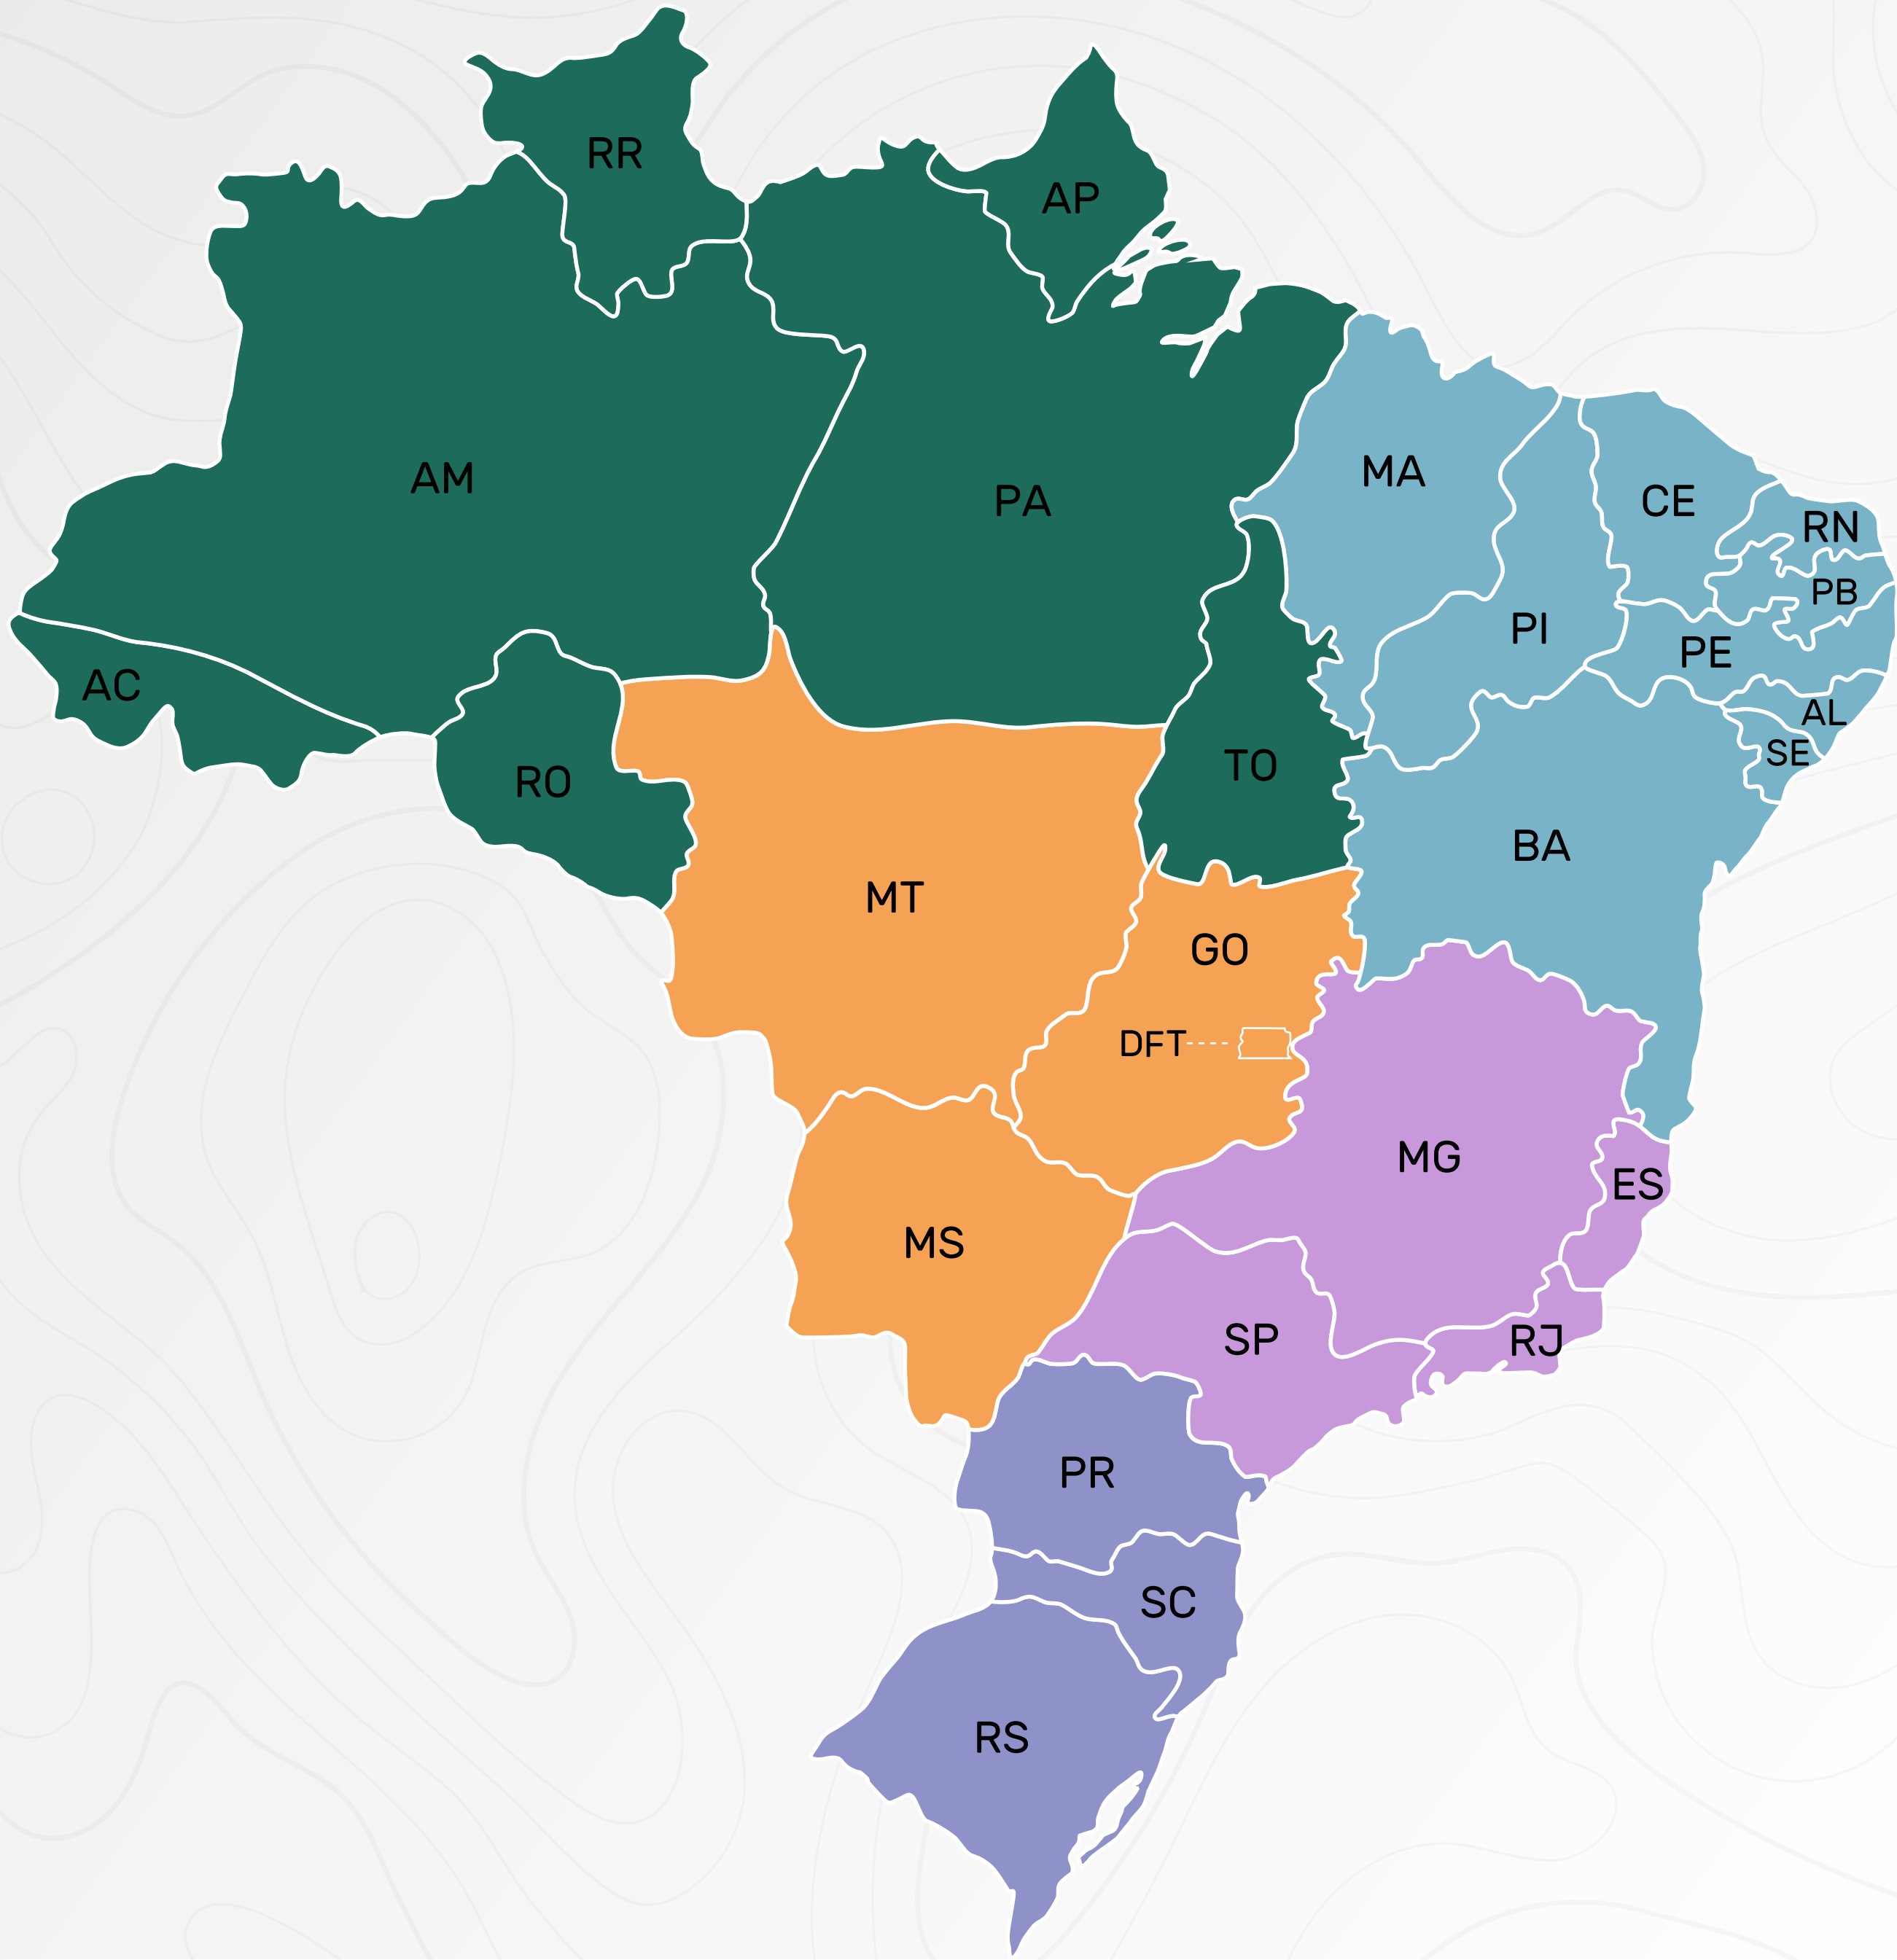 RR
AP
AM
PA
MA
CE
RN
PB
PI
PE
AC
AL
SE
RO
TO
BA
MT
GO
DFT
MG
ES
MS
SP
RJ
PR
SC
RS